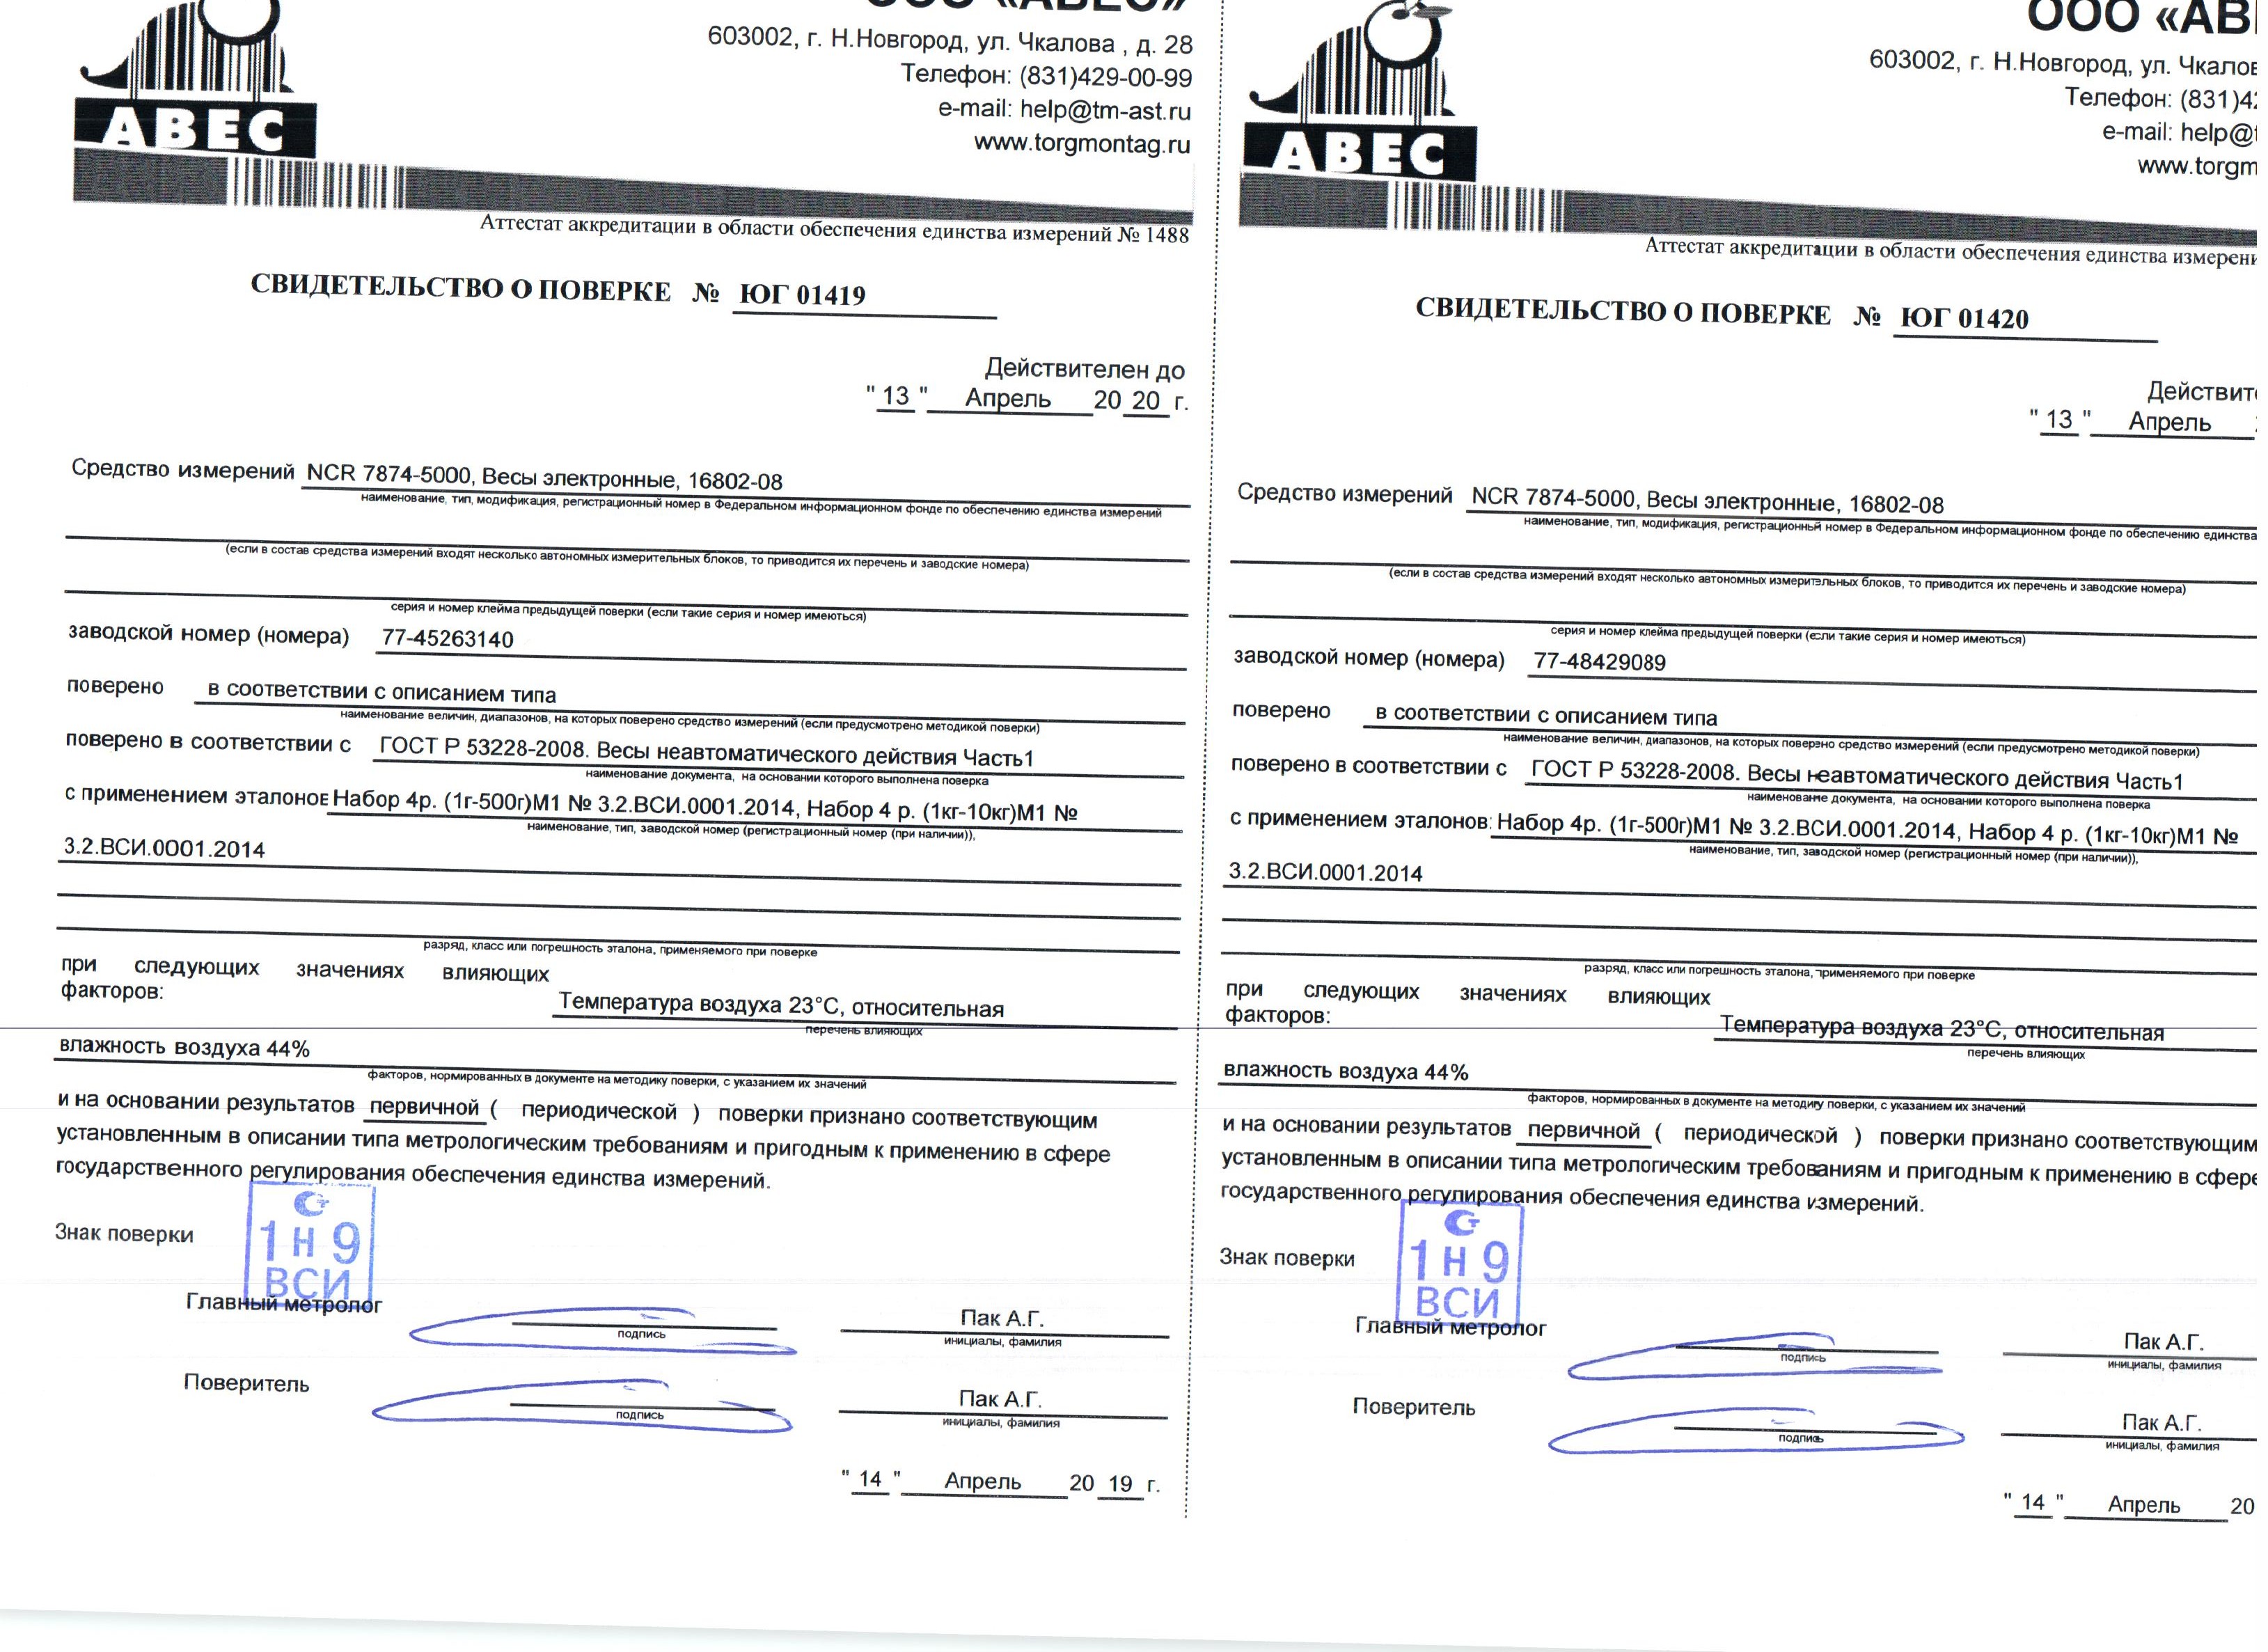 ООО «АВЕС»
603002, г. Н.Новгород, ул. Чкалова , д. 28
Телефон: (831)429-00-99
e-mail: help@tm-ast.ru
www.torgmontag.ru
АВЕС
Аттестат аккредитации в области обеспечения единства измерений № 1488
СВИДЕТЕЛЬСТВО О ПОВЕРКЕ № ЮГ 01419
Действителен до
" 13 " Апрель 20 20 г.
Средство измерений NCR 7874-5000, Весы электронные, 16802-08
наименование, тип, модификация, регистрационный номер в Федеральном информационном фонде по обеспечению единства измерений
(если в состав средства измерений входят несколько автономных измерительных блоков, то приводится их перечень и заводские номера)
серия и номер клейма предыдущей поверки (если такие серия и номер имеються)
заводской номер (номера) 77-45263140
поверено в соответствии с описанием типа
наименование величин, диапазонов, на которых поверено средство измерений (если предусмотрено методикой поверки)
поверено в соответствии с ГОСТ Р 53228-2008. Весы неавтоматического действия Часть1
наименование документа, на основании которого выполнена поверка
с применением эталонов Набор 4р. (1г-500г)М1 № 3.2.ВСИ.0001.2014, Набор 4 р. (1кг-10кг)М1 №
наименование, тип, заводской номер (регистрационный номер (при наличии)),
3.2.ВСИ.0001.2014
разряд, класс или погрешность эталона, применяемого при поверке
при следующих значениях влияющих
факторов:
Температура воздуха 23°С, относительная
перечень влияющих
влажность воздуха 44%
факторов, нормированных в документе на методику поверки, с указанием их значений
и на основании результатов первичной ( периодической ) поверки признано соответствующим
установленным в описании типа метрологическим требованиям и пригодным к применению в сфере
государственного регулирования обеспечения единства измерений.
Знак поверки
1 Н 9
ВСИ
Главный метролог
Пак А.Г.
подпись
инициалы, фамилия
Поверитель
Пак А.Г.
подпись
инициалы, фамилия
" 14 " Апрель 20 19 г.
ООО «АВ
603002, г. Н.Новгород, ул. Чкалов
Телефон: (831)42
e-mail: help@t
www.torgm
АВЕС
Аттестат аккредитации в области обеспечения единства измерени
СВИДЕТЕЛЬСТВО О ПОВЕРКЕ № ЮГ 01420
Действите
" 13 " Апрель
Средство измерений NCR 7874-5000, Весы электронные, 16802-08
наименование, тип, модификация, регистрационный номер в Федеральном информационном фонде по обеспечению единства
(если в состав средства измерений входят несколько автономных измерительных блоков, то приводится их перечень и заводские номера)
серия и номер клейма предыдущей поверки (если такие серия и номер имеються)
заводской номер (номера) 77-48429089
поверено в соответствии с описанием типа
наименование величин, диапазонов, на которых поверено средство измерений (если предусмотрено методикой поверки)
поверено в соответствии с ГОСТ Р 53228-2008. Весы неавтоматического действия Часть1
наименование документа, на основании которого выполнена поверка
с применением эталонов: Набор 4р. (1г-500г)М1 № 3.2.ВСИ.0001.2014, Набор 4 р. (1кг-10кг)М1 №
наименование, тип, заводской номер (регистрационный номер (при наличии)),
3.2.ВСИ.0001.2014
разряд, класс или погрешность эталона, применяемого при поверке
при следующих значениях влияющих
факторов:
Температура воздуха 23°С, относительная
перечень влияющих
влажность воздуха 44%
факторов, нормированных в документе на методику поверки, с указанием их значений
и на основании результатов первичной ( периодической ) поверки признано соответствующим
установленным в описании типа метрологическим требованиям и пригодным к применению в сфере
государственного регулирования обеспечения единства измерений.
Знак поверки
1 Н 9
ВСИ
Главный метролог
Пак А.Г.
подпись
инициалы, фамилия
Поверитель
Пак А.Г.
подпись
инициалы, фамилия
" 14 " Апрель 20